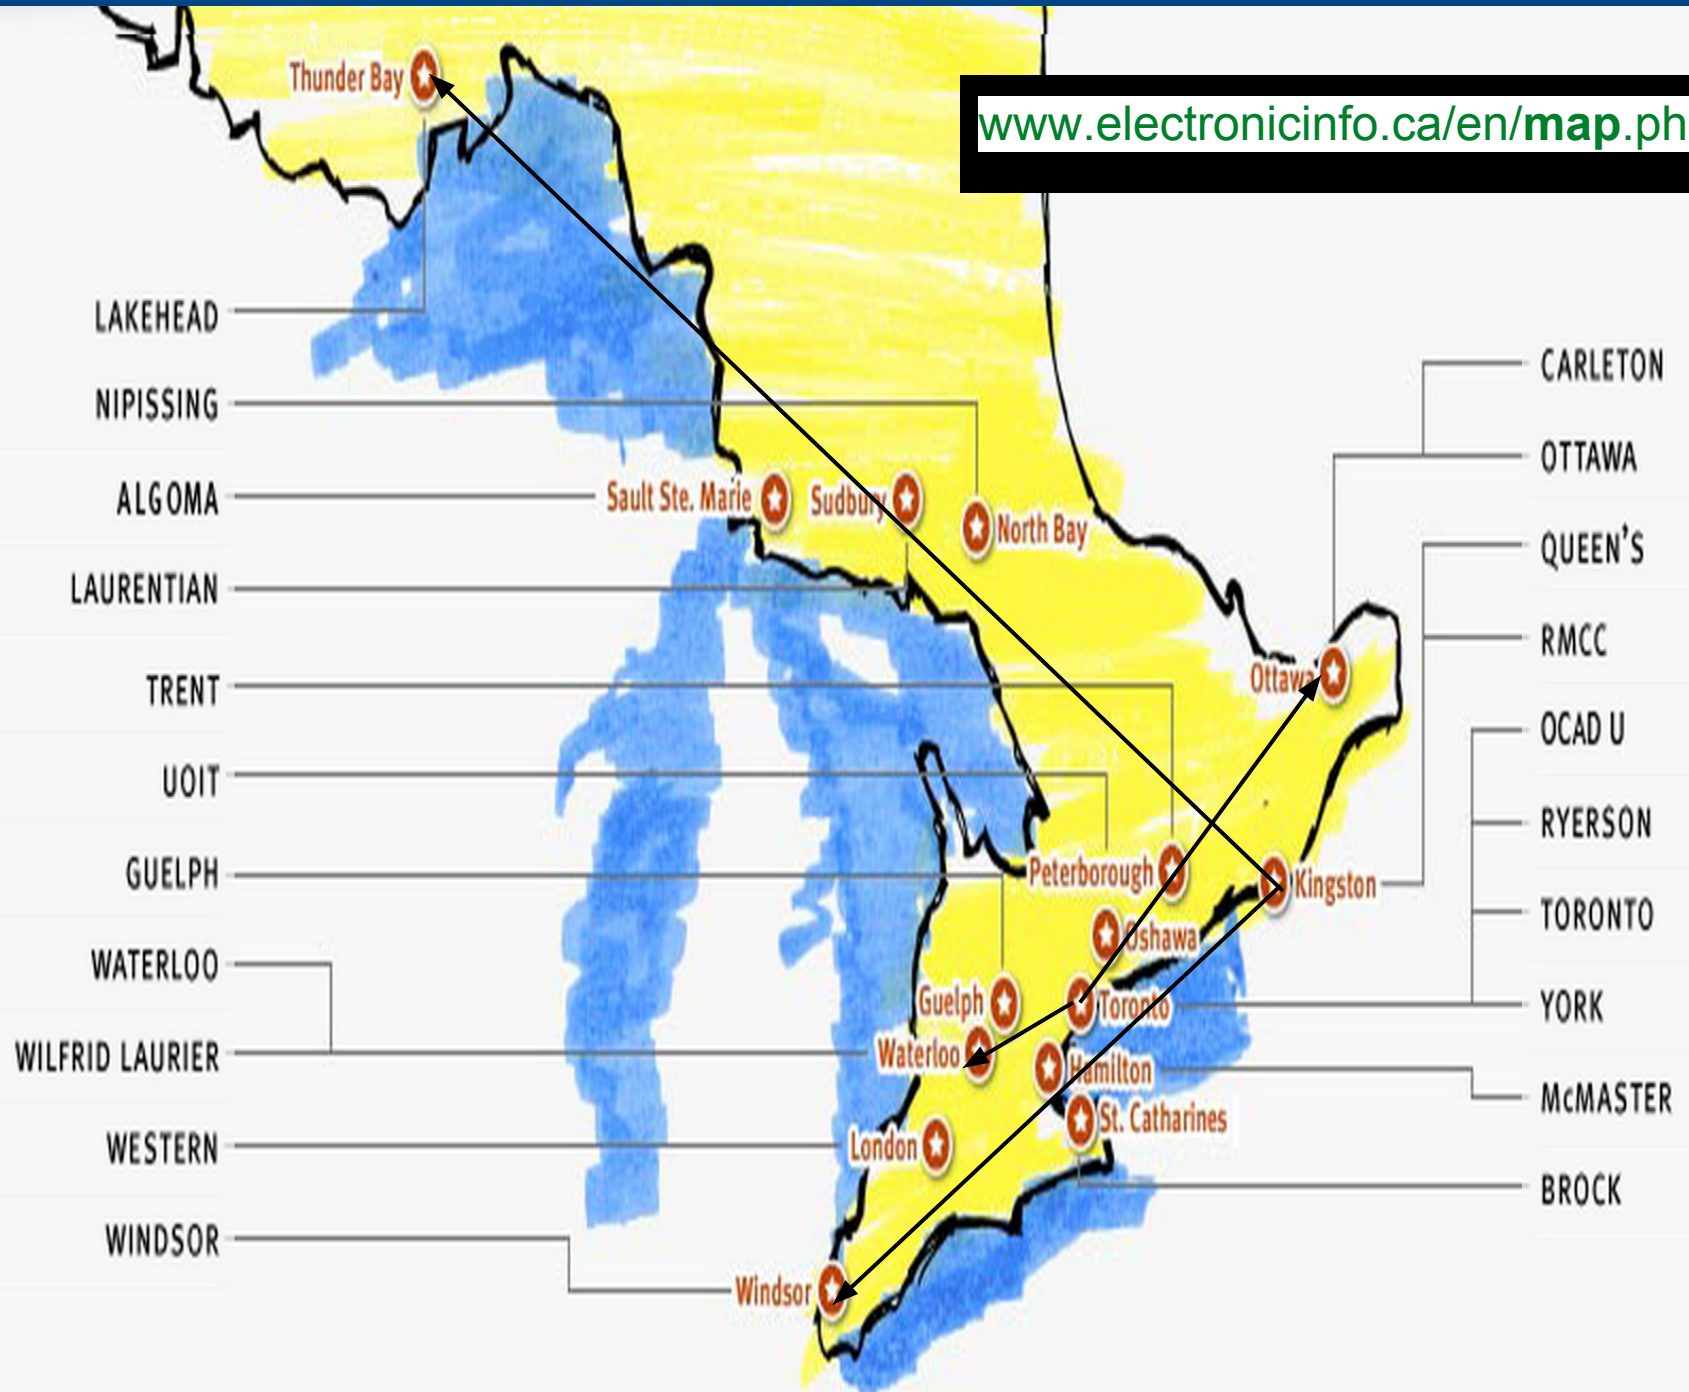 Thunder Bay
www.electronicinfo.ca/en/map.ph
LAKEHEAD
NIPISSING
ALGOMA
LAURENTIAN
TRENT
UOIT
GUELPH
WATERLOO
WILFRID LAURIER
WESTERN
WINDSOR
Sault Ste. Marie
Sudbury
North Bay
Ottawa
Peterborough
Kingston
Oshawa
Guelph
Toronto
Waterloo
Hamilton
St. Catharines
London
Windsor
CARLETON
OTTAWA
QUEEN'S
RMCC
OCAD U
RYERSON
TORONTO
YORK
McMASTER
BROCK